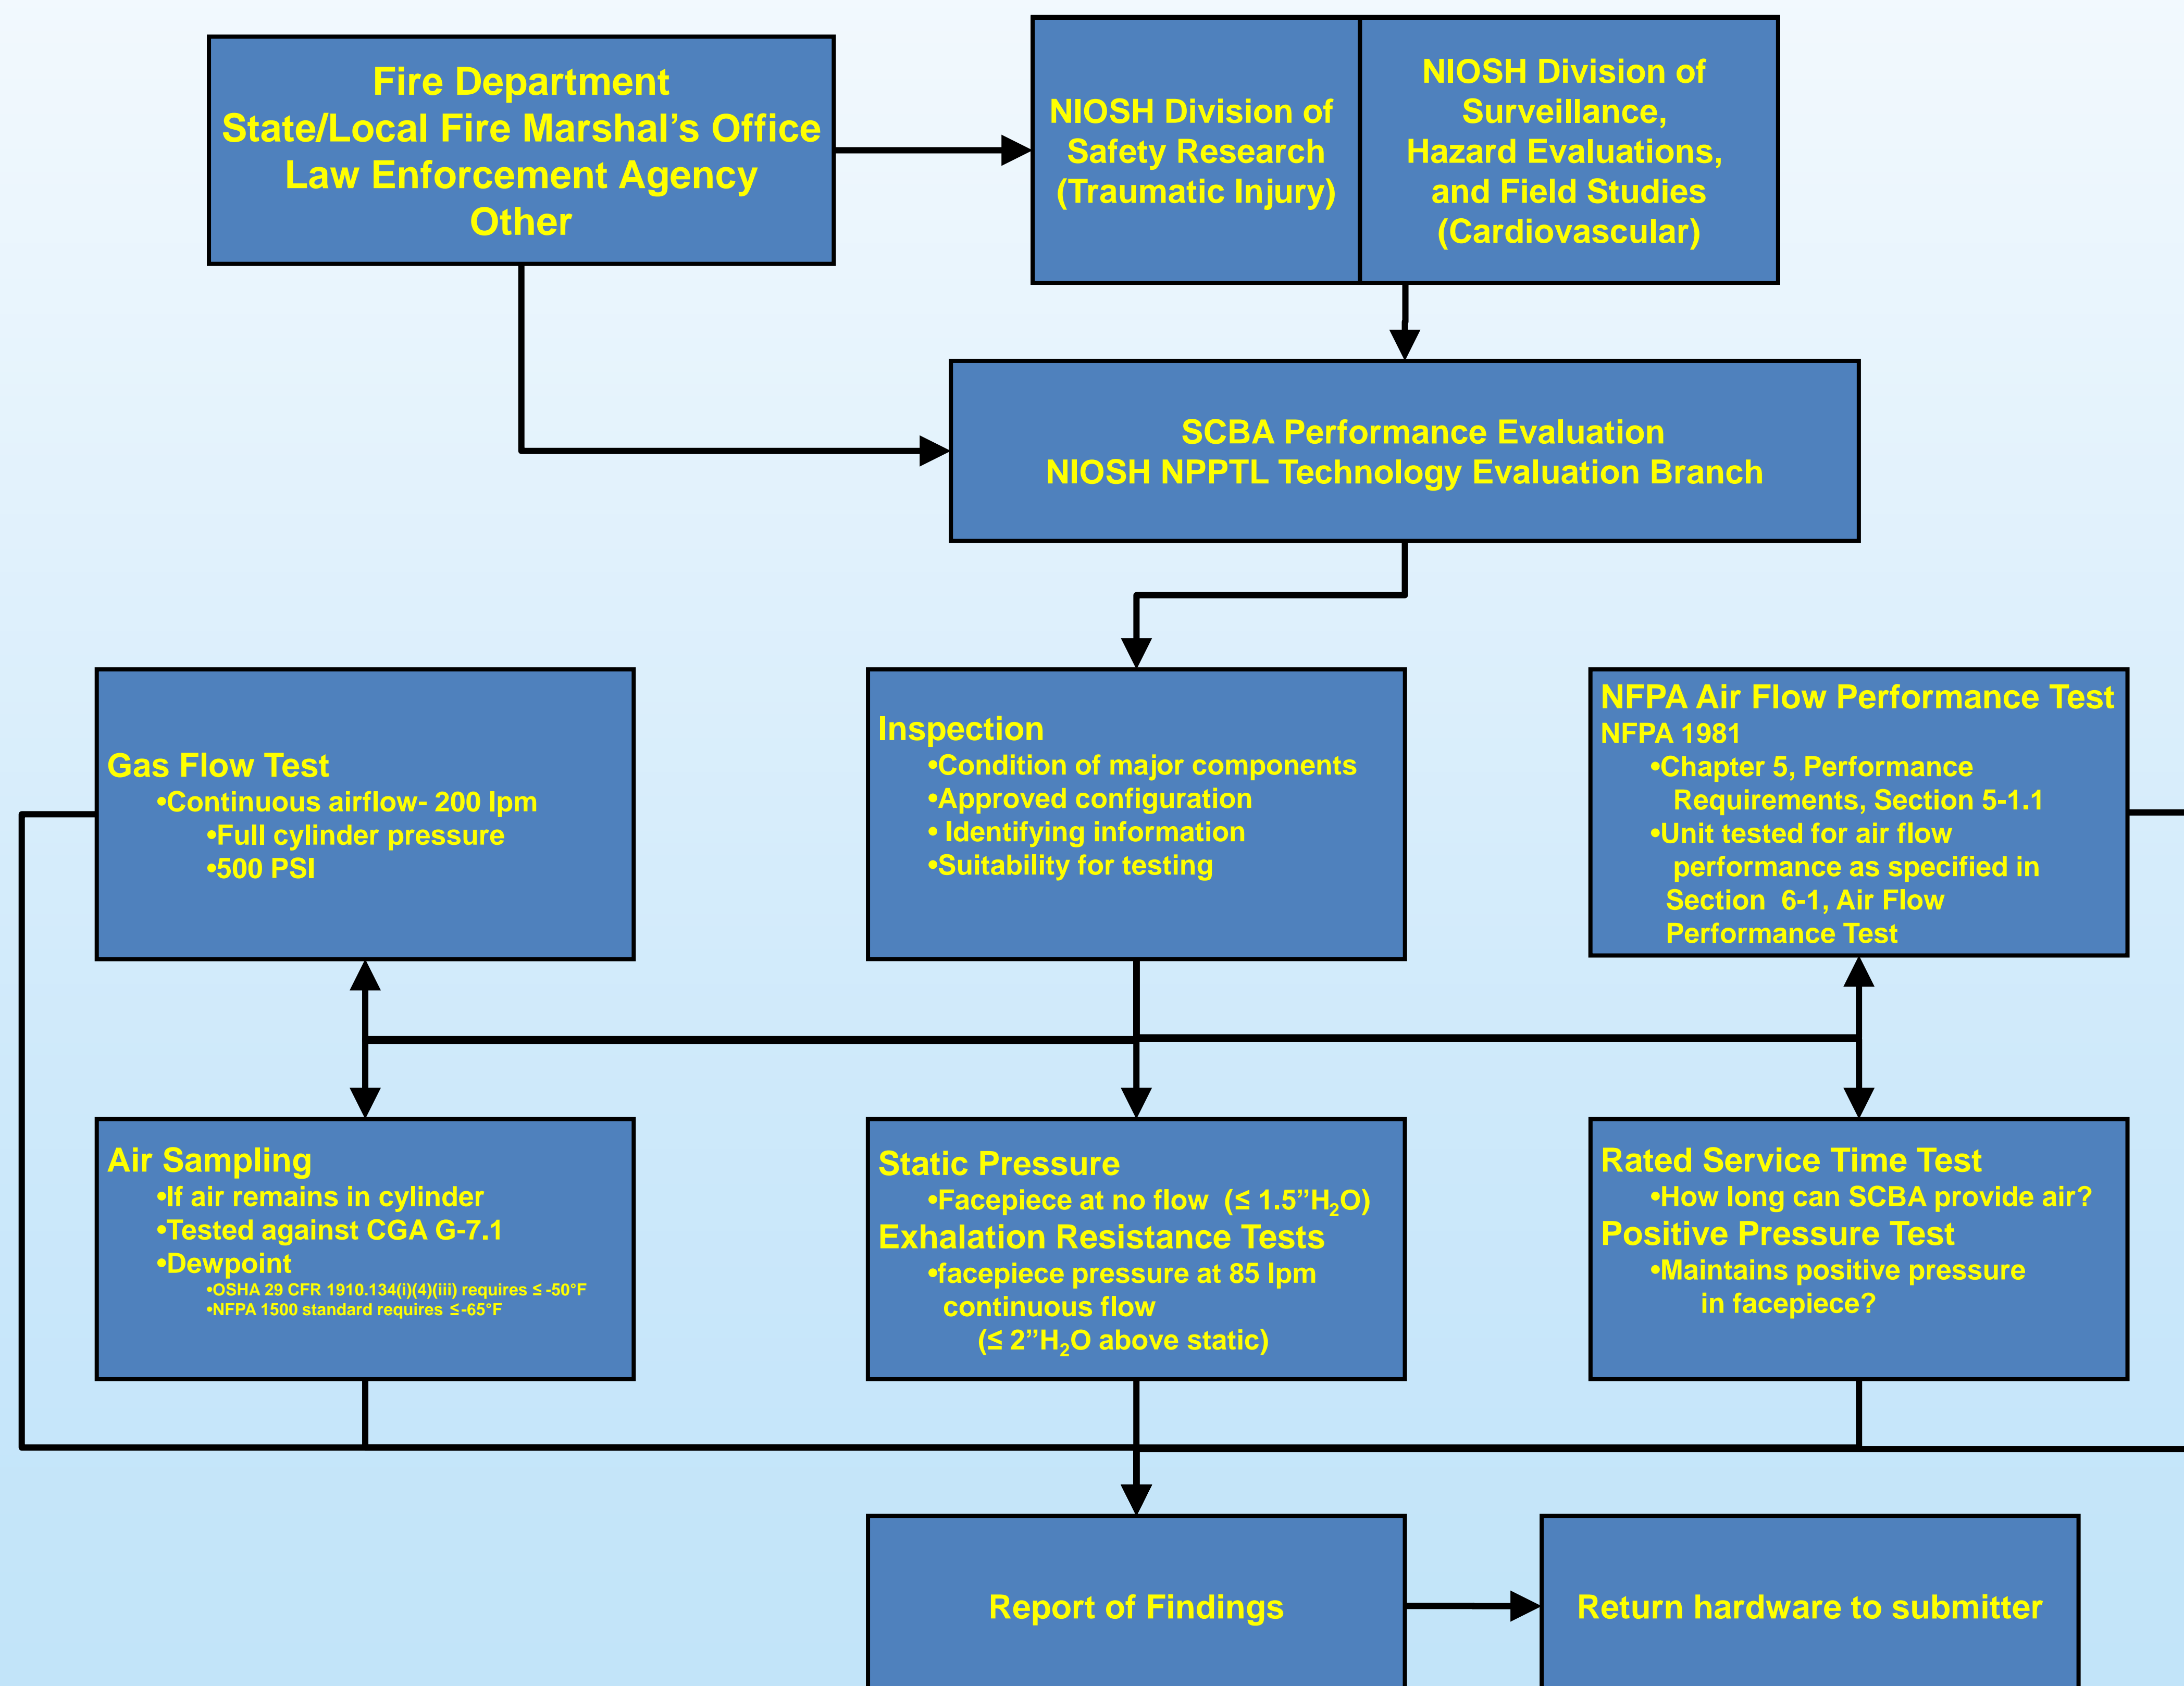 Fire Department
State/Local Fire Marshal’s Office
Law Enforcement Agency
Other
NIOSH Division of
Safety Research
(Traumatic Injury)
NIOSH Division of
Surveillance,
Hazard Evaluations,
and Field Studies
(Cardiovascular)
SCBA Performance Evaluation
NIOSH NPPTL Technology Evaluation Branch
Gas Flow Test
•Continuous airflow- 200 lpm
•Full cylinder pressure
•500 PSI
Inspection
•Condition of major components
•Approved configuration
• Identifying information
•Suitability for testing
NFPA Air Flow Performance Test
NFPA 1981
•Chapter 5, Performance
Requirements, Section 5-1.1
•Unit tested for air flow
performance as specified in
Section 6-1, Air Flow
Performance Test
Air Sampling
•If air remains in cylinder
•Tested against CGA G-7.1
•Dewpoint
•OSHA 29 CFR 1910.134(i)(4)(iii) requires ≤ -50°F
•NFPA 1500 standard requires ≤ -65°F
Static Pressure
•Facepiece at no flow (≤ 1.5”H₂O)
Exhalation Resistance Tests
•facepiece pressure at 85 lpm
continuous flow
(≤ 2”H₂O above static)
Rated Service Time Test
•How long can SCBA provide air?
Positive Pressure Test
•Maintains positive pressure
in facepiece?
Report of Findings
Return hardware to submitter